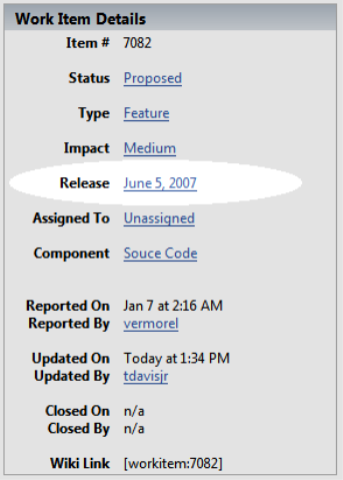 Work Item Details
Item # 7082
Status Proposed
Type Feature
Impact Medium
Release June 5, 2007
Assigned To Unassigned
Component Souce Code
Reported On Jan 7 at 2:16 AM
Reported By vermorel
Updated On Today at 1:34 PM
Updated By tdavisjr
Closed On n/a
Closed By n/a
Wiki Link [workitem:7082]